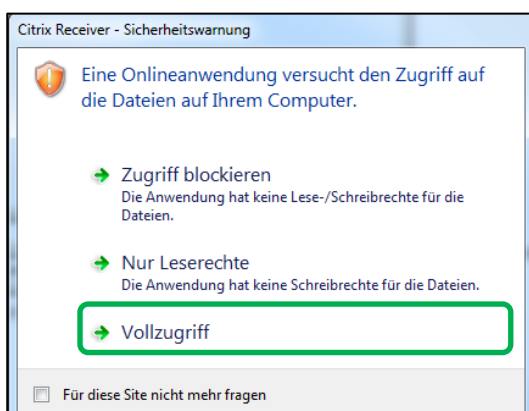 Citrix Receiver - Sicherheitswarnung
Eine Onlineanwendung versucht den Zugriff auf
die Dateien auf Ihrem Computer.
Zugriff blockieren
Die Anwendung hat keine Lese-/Schreibrechte für die
Dateien.
Nur Leserechte
Die Anwendung hat keine Schreibrechte für die Dateien.
Vollzugriff
Für diese Site nicht mehr fragen